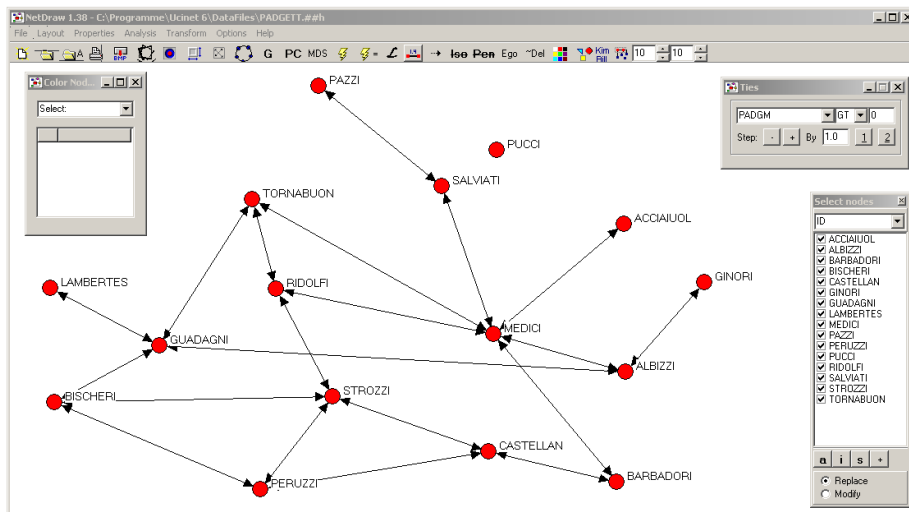 NetDraw 1.38 - C:\Programme\Ucinet 6\DataFiles\PADGETT.##h
File Layout Properties Analysis Transform Options Help
BMP G PC MDS = L Iso Pen Ego ~Del Kim Rill 10 10
Color Nod...
Select:
Ties
PADGM GT 0
Step: - + By 1.0 1 2
PAZZI
PUCCI
SALVIATI
TORNABUON
ACCIAIUOL
LAMBERTES
RIDOLFI
GINORI
MEDICI
GUADAGNI
ALBIZZI
BISCHERI
STROZZI
CASTELLAN
PERUZZI
BARBADORI
Select nodes
ID
ACCIAIUOL
ALBIZZI
BARBADORI
BISCHERI
CASTELLAN
GINORI
GUADAGNI
LAMBERTES
MEDICI
PAZZI
PERUZZI
PUCCI
RIDOLFI
SALVIATI
STROZZI
TORNABUON
a i s +
Replace
Modify